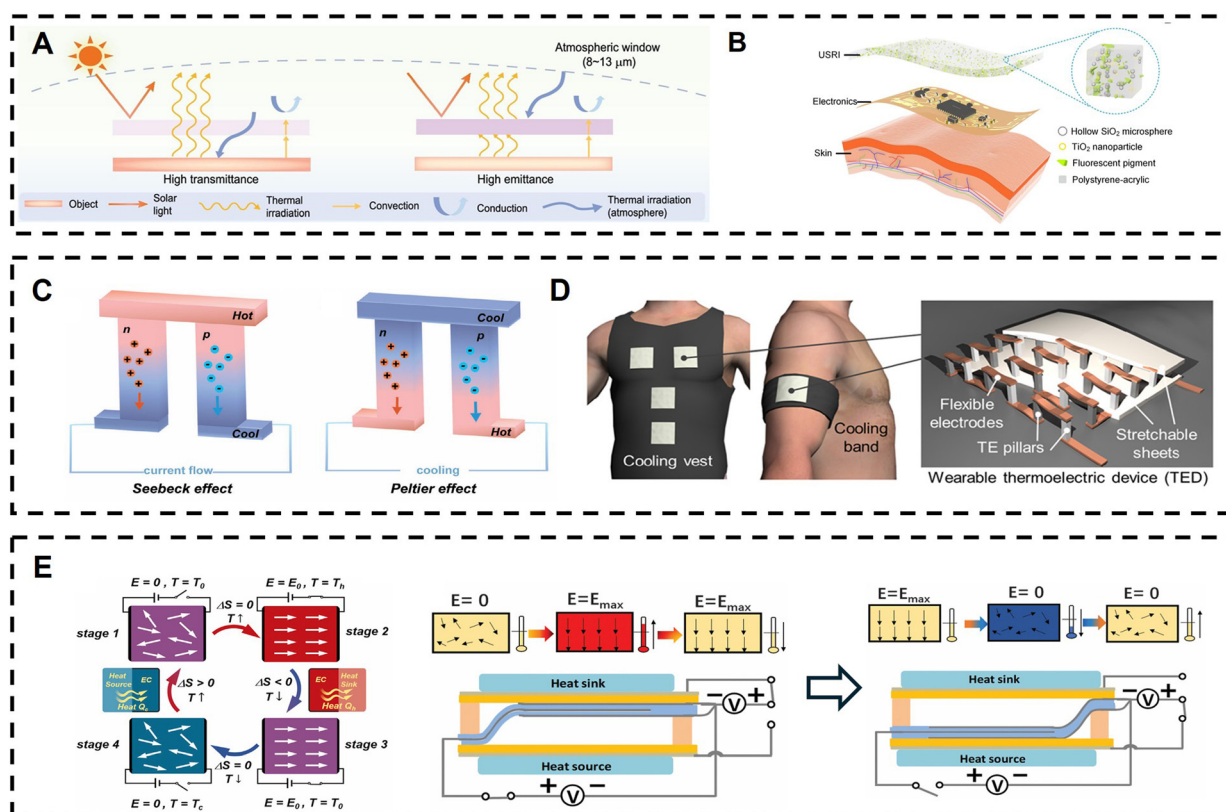 A
Atmospheric window
(8~13 μm)
High transmittance
High emittance
Object
Solar
light
Thermal
irradiation
Convection
Conduction
Thermal irradiation
(atmosphere)
B
USRI
Electronics
Skin
Hollow SiO₂ microsphere
TiO₂ nanoparticle
Fluorescent pigment
Polystyrene-acrylic
C
Hot
n
p
Cool
current flow
Seebeck effect
Cool
n
p
Hot
cooling
Peltier effect
D
Cooling vest
Cooling
band
Flexible
electrodes
TE pillars
Stretchable
sheets
Wearable thermoelectric device (TED)
E
E = 0 , T = T₀
E = E₀ , T = Tₕ
ΔS = 0
T↑
stage 1
stage 2
Heat
Source
EC
Heat Qₑ
ΔS > 0
T↑
ΔS < 0
T↓
EC
Heat
Sink
Heat Qₕ
stage 4
stage 3
ΔS = 0
T↓
E = 0, T = T꜀
E = E₀, T = T₀
E= 0
E=Eₘₐₓ
E=Eₘₐₓ
Heat sink
− V +
Heat source
+ V −
E=Eₘₐₓ
E= 0
E= 0
Heat sink
− V +
Heat source
+ V −